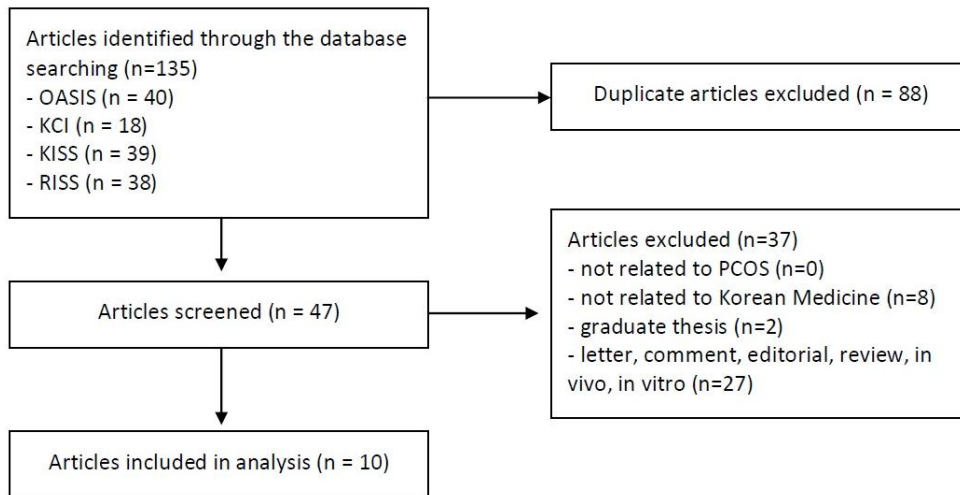 Articles identified through the database
searching (n=135)
- OASIS (n = 40)
- KCI (n = 18)
- KISS (n = 39)
- RISS (n = 38)
Duplicate articles excluded (n = 88)
Articles screened (n = 47)
Articles excluded (n=37)
- not related to PCOS (n=0)
- not related to Korean Medicine (n=8)
- graduate thesis (n=2)
- letter, comment, editorial, review, in
vivo, in vitro (n=27)
Articles included in analysis (n = 10)